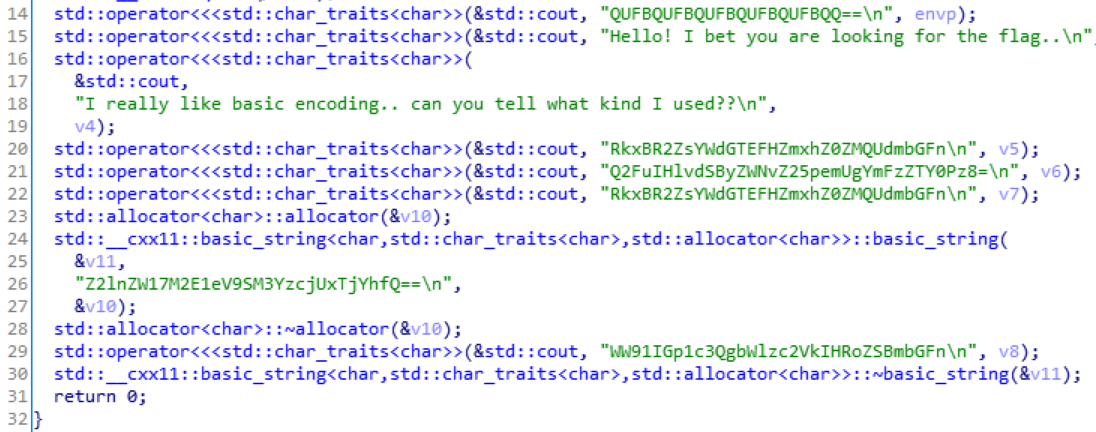 14 std::operator<<<std::char_traits<char>>(&std::cout, "QUFBQUFBQUFBQUFBQUFBQQ==\n", envp);
15 std::operator<<<std::char_traits<char>>(&std::cout, "Hello! I bet you are looking for the flag..\n",
16 std::operator<<<std::char_traits<char>>(
17 &std::cout,
18 "I really like basic encoding.. can you tell what kind I used??\n",
19 v4);
20 std::operator<<<std::char_traits<char>>(&std::cout, "RkxBR2ZsYWdGTEFHZmxhZ0ZMQUdmbGFn\n", v5);
21 std::operator<<<std::char_traits<char>>(&std::cout, "Q2FuIHlvdSByZWNvZ25pemUgYmFzZTY0Pz8=\n", v6);
22 std::operator<<<std::char_traits<char>>(&std::cout, "RkxBR2ZsYWdGTEFHZmxhZ0ZMQUdmbGFn\n", v7);
23 std::allocator<char>::allocator(&v10);
24 std::__cxx11::basic_string<char,std::char_traits<char>,std::allocator<char>>::basic_string(
25 &v11,
26 "Z2lnZW17M2E1eV9SM3YzcjUxTjYhfQ==\n",
27 &v10);
28 std::allocator<char>::~allocator(&v10);
29 std::operator<<<std::char_traits<char>>(&std::cout, "WW91IGp1c3QgbWlzc2VkIHRoZSBmbGFn\n", v8);
30 std::__cxx11::basic_string<char,std::char_traits<char>,std::allocator<char>>::~basic_string(&v11);
31 return 0;
32 }